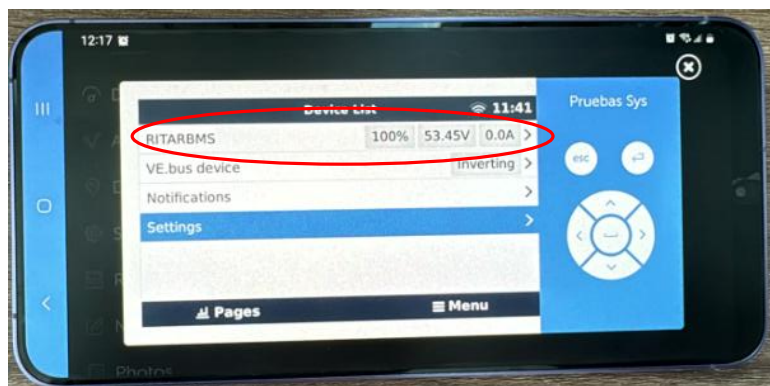 12:17
Device List 11:41
RITARBMS 100% 53.45V 0.0A
VE.bus device Inverting
Notifications
Settings
Pages Menu
Pruebas Sys
esc
Photos